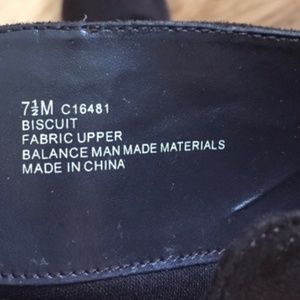 7½M C16481
BISCUIT
FABRIC UPPER
BALANCE MAN MADE MATERIALS
MADE IN CHINA